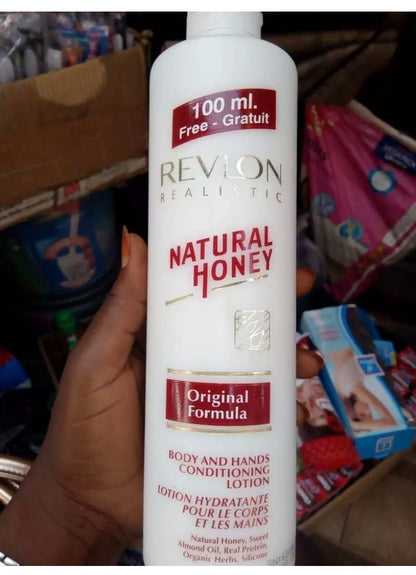 100 ml.
Free - Gratuit
REVLON
REALISTIC
NATURAL
HONEY
Original
Formula
BODY AND HANDS
CONDITIONING
LOTION
LOTION HYDRATANTE
POUR LE CORPS
ET LES MAINS
Natural Honey, Sweet
Almond Oil, Real Protein,
Organic Herbs, Silicone